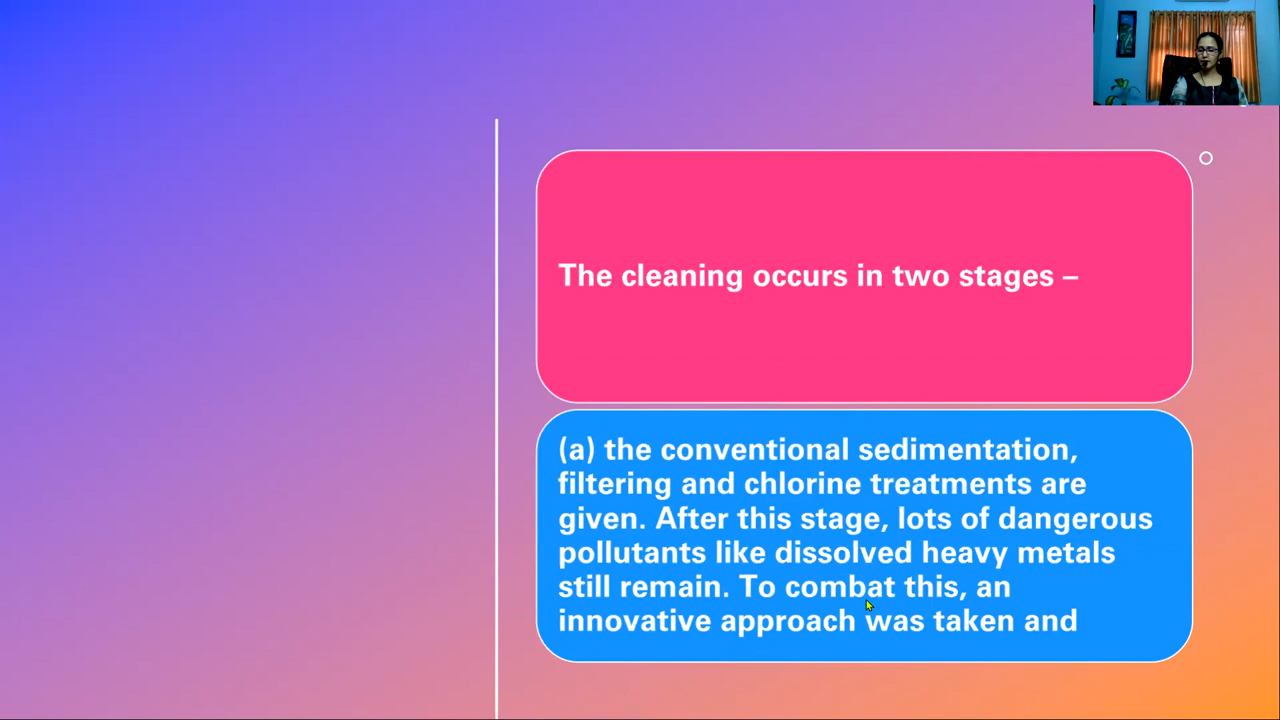 The cleaning occurs in two stages –
(a) the conventional sedimentation,
filtering and chlorine treatments are
given. After this stage, lots of dangerous
pollutants like dissolved heavy metals
still remain. To combat this, an
innovative approach was taken and